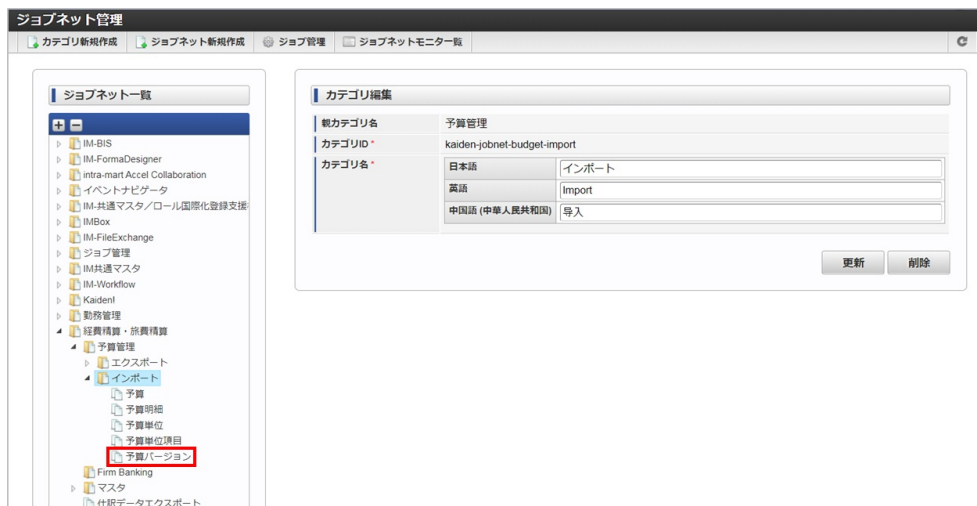 ジョブネット管理
カテゴリ新規作成 ジョブネット新規作成 ジョブ管理 ジョブネットモニター覧
ジョブネット一覧
IM-BIS
IM-FormaDesigner
intra-mart Accel Collaboration
イベントナビゲータ
IM-共通マスタ／ロール国際化登録支援
IMBox
IM-FileExchange
ジョブ管理
IM共通マスタ
IM-Workflow
Kaiden!
勤務管理
経費精算・旅費精算
予算管理
エクスポート
インポート
予算
予算明細
予算単位
予算単位項目
予算バージョン
Firm Banking
マスタ
仕訳データエクスポート
カテゴリ編集
親カテゴリ名 予算管理
カテゴリID * kaiden-jobnet-budget-import
カテゴリ名 * 日本語 インポート
英語 Import
中国語 (中華人民共和国) 导入
更新 削除